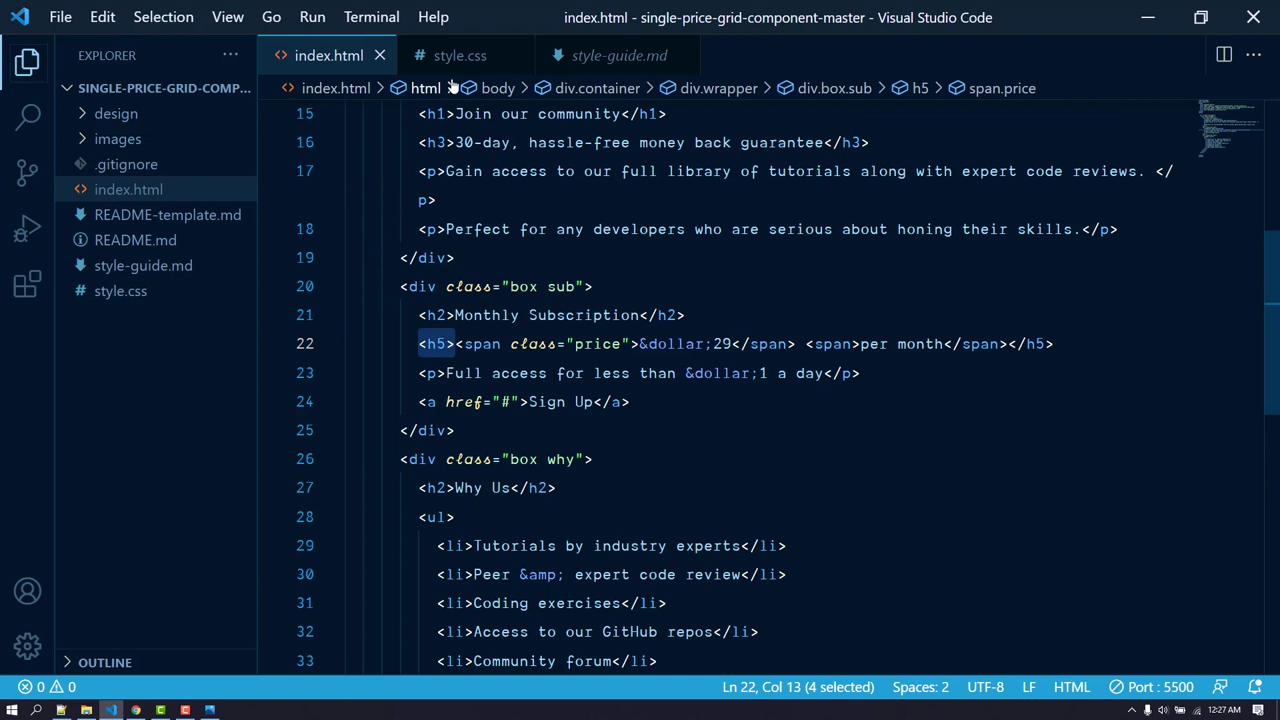 File Edit Selection View Go Run Terminal Help index.html - single-price-grid-component-master - Visual Studio Code
EXPLORER
SINGLE-PRICE-GRID-COMP...
design
images
.gitignore
<> index.html
README-template.md
README.md
style-guide.md
# style.css
OUTLINE
<> index.html # style.css style-guide.md
<> index.html > html > body > div.container > div.wrapper > div.box.sub > h5 > span.price
15 <h1>Join our community</h1>
16 <h3>30-day, hassle-free money back guarantee</h3>
17 <p>Gain access to our full library of tutorials along with expert code reviews. </
p>
18 <p>Perfect for any developers who are serious about honing their skills.</p>
19 </div>
20 <div class="box sub">
21 <h2>Monthly Subscription</h2>
22 <h5><span class="price">&dollar;29</span> <span>per month</span></h5>
23 <p>Full access for less than &dollar;1 a day</p>
24 <a href="#">Sign Up</a>
25 </div>
26 <div class="box why">
27 <h2>Why Us</h2>
28 <ul>
29 <li>Tutorials by industry experts</li>
30 <li>Peer &amp; expert code review</li>
31 <li>Coding exercises</li>
32 <li>Access to our GitHub repos</li>
33 <li>Community forum</li>
0 0 Ln 22, Col 13 (4 selected) Spaces: 2 UTF-8 LF HTML Port : 5500
12:27 AM